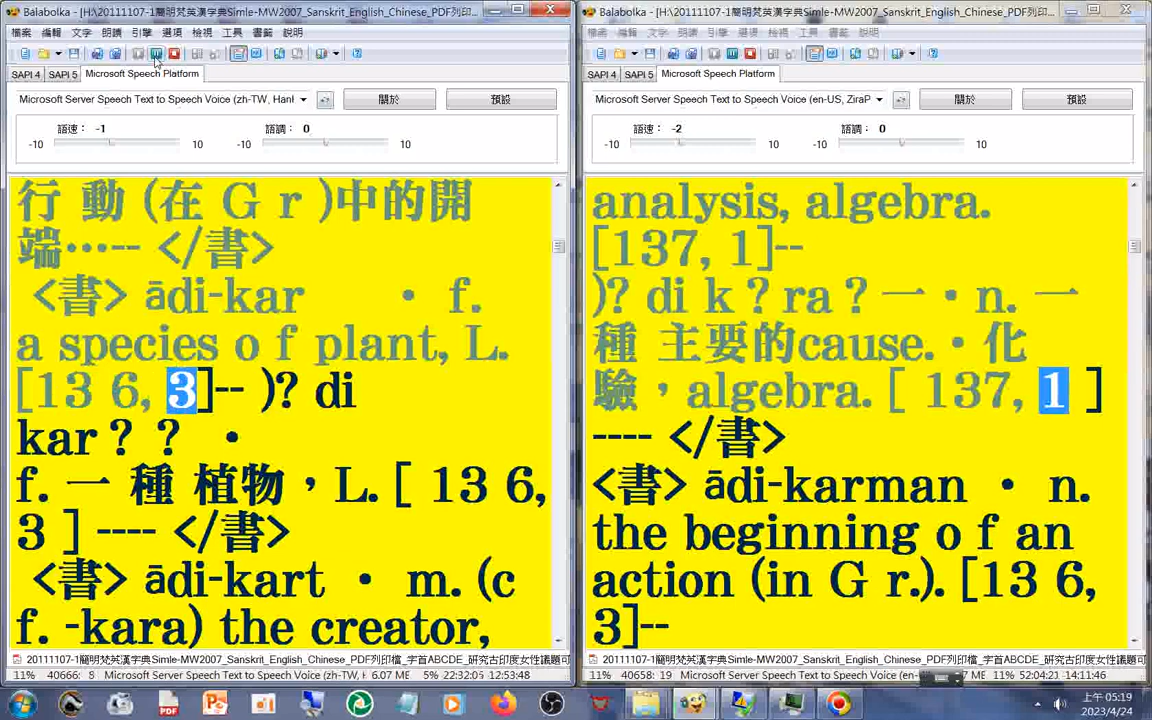 Balabolka - [H:\20111107-1簡明梵英漢字典Simle-MW2007_Sanskrit_English_Chinese_PDF列印...
檔案 編輯 文字 朗讀 引擎 選項 檢視 工具 書籤 說明
SAPI 4 SAPI 5 Microsoft Speech Platform
Microsoft Server Speech Text to Speech Voice (zh-TW, Hanl
關於 預設
語速： -1 語調： 0
-10 10 -10 10
行 動 (在 G r )中的開
端…-- </書>
<書> ādi-kar • f.
a species o f plant, L.
[13 6, 3]-- )? di
kar？？ •
f. 一 種 植物，L. [ 13 6,
3 ] ---- </書>
<書> ādi-kart • m. (c
f. -kara) the creator,
20111107-1簡明梵英漢字典Simle-MW2007_Sanskrit_English_Chinese_PDF列印檔_字首ABCDE_研究古印度女性議題可
11% 40666: 8 Microsoft Server Speech Text to Speech Voice (zh-TW, H 6.07 ME 5% 22:32:05 12:53:48
Balabolka - [H:\20111107-1簡明梵英漢字典Simle-MW2007_Sanskrit_English_Chinese_PDF列印...
檔案 編輯 文字 朗讀 引擎 選項 檢視 工具 書籤 說明
SAPI 4 SAPI 5 Microsoft Speech Platform
Microsoft Server Speech Text to Speech Voice (en-US, ZiraP
關於 預設
語速： -2 語調： 0
-10 10 -10 10
analysis, algebra.
[137, 1]--
)? di k ? ra ? 一 • n. 一
種 主要的cause. • 化
驗，algebra. [ 137, 1 ]
---- </書>
<書> ādi-karman • n.
the beginning o f an
action (in G r.). [13 6,
3]--
20111107-1簡明梵英漢字典Simle-MW2007_Sanskrit_English_Chinese_PDF列印檔_字首ABCDE_研究古印度女性議題可
11% 40658: 19 Microsoft Server Speech Text to Speech Voice (en-US, 7 ME 11% 52:04:21 14:11:46
上午 05:19
2023/4/24